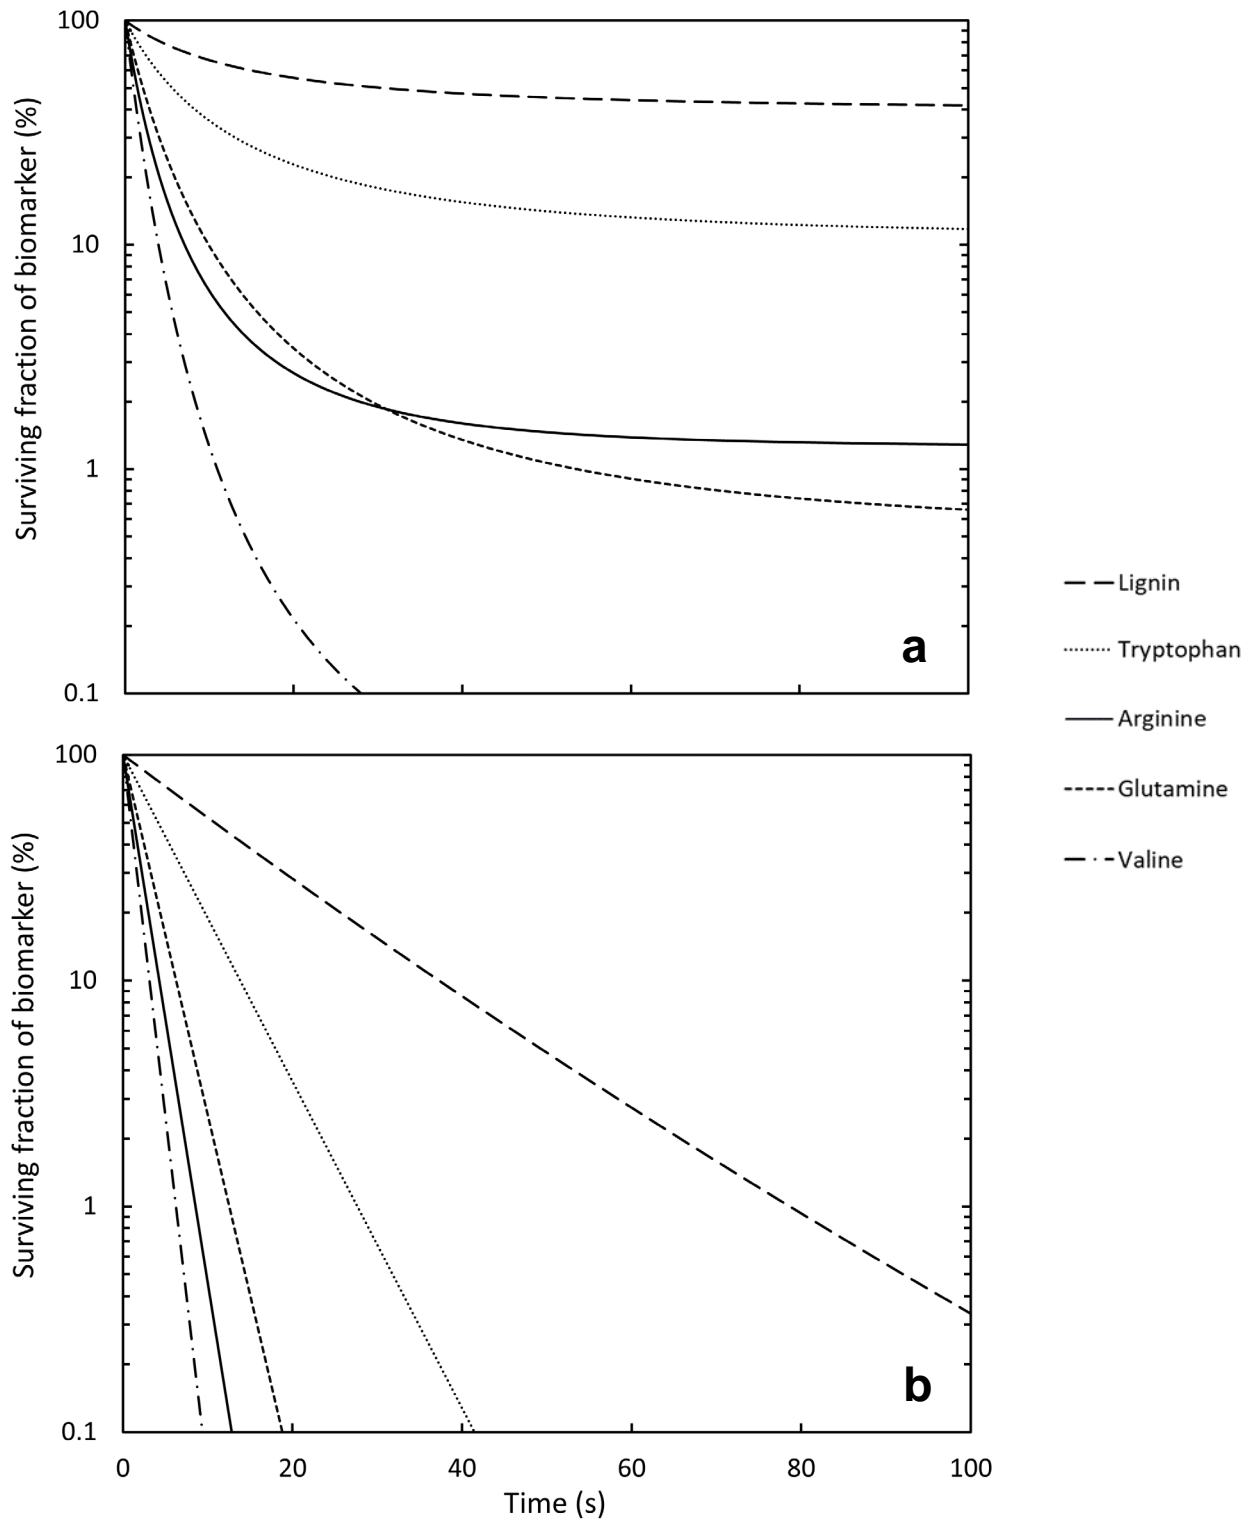 100
10
1
0.1
Surviving fraction of biomarker (%)
a
Lignin
Tryptophan
Arginine
Glutamine
Valine
100
10
1
0.1
Surviving fraction of biomarker (%)
b
0 20 40 60 80 100
Time (s)